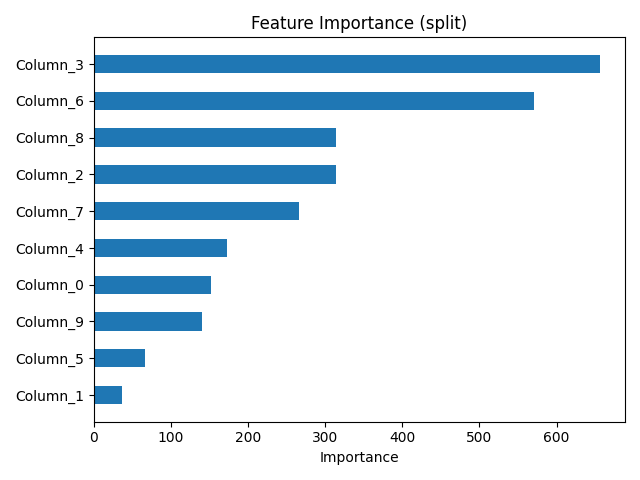 Feature Importance (split)
Column_3
Column_6
Column_8
Column_2
Column_7
Column_4
Column_0
Column_9
Column_5
Column_1
0 100 200 300 400 500 600
Importance